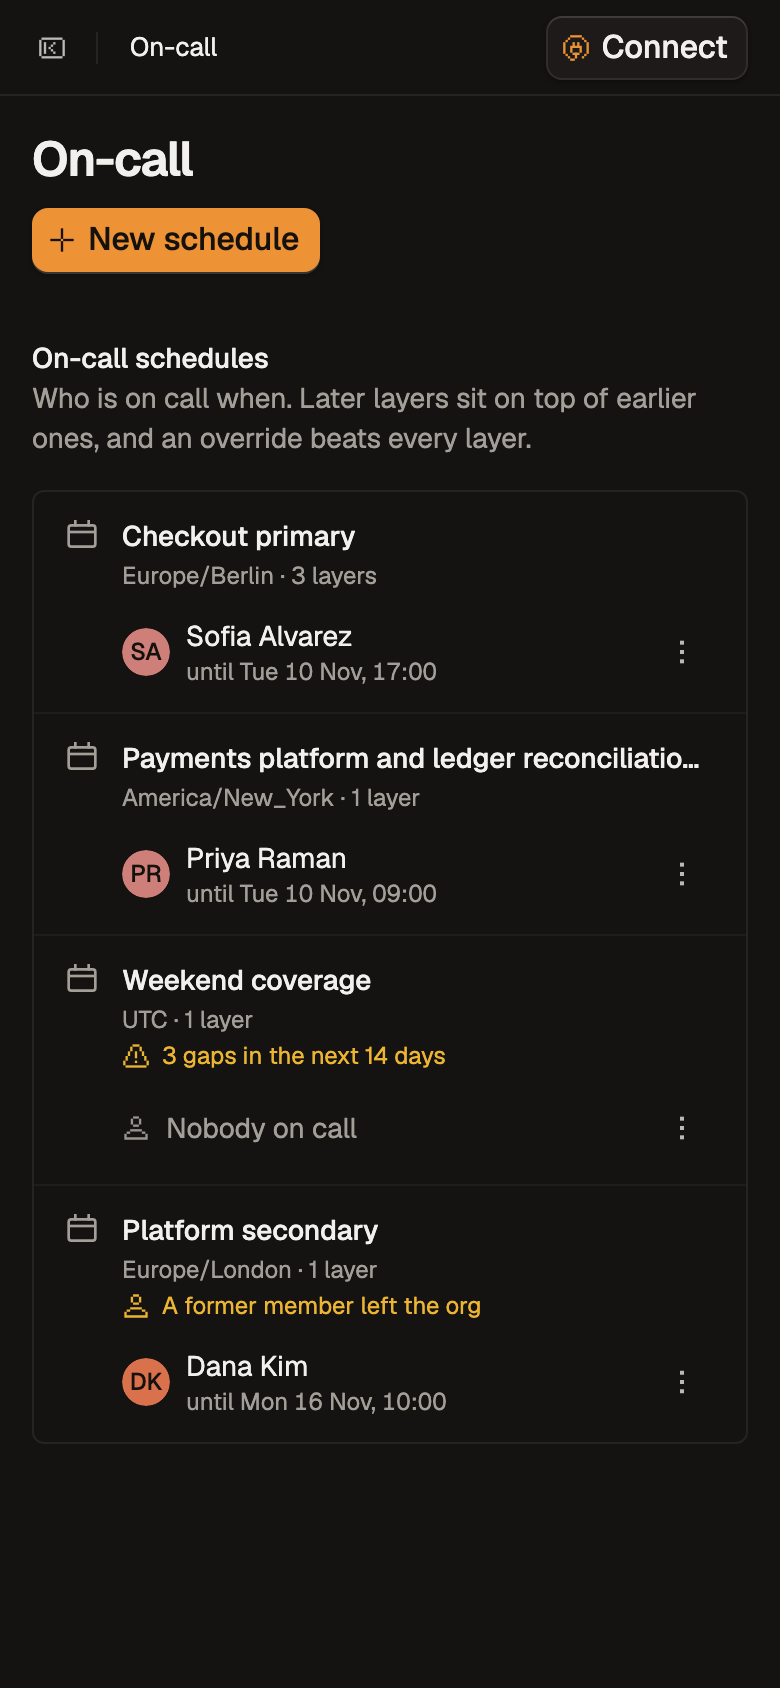 On-call
Connect
On-call
New schedule
On-call schedules
Who is on call when. Later layers sit on top of earlier
ones, and an override beats every layer.
Checkout primary
Europe/Berlin · 3 layers
SA
Sofia Alvarez
until Tue 10 Nov, 17:00
Payments platform and ledger reconciliatio...
America/New_York · 1 layer
PR
Priya Raman
until Tue 10 Nov, 09:00
Weekend coverage
UTC · 1 layer
3 gaps in the next 14 days
Nobody on call
Platform secondary
Europe/London · 1 layer
A former member left the org
DK
Dana Kim
until Mon 16 Nov, 10:00